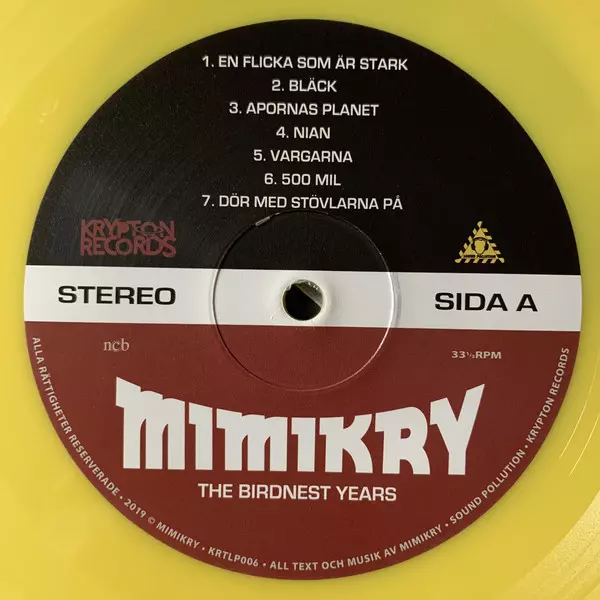 1. EN FLICKA SOM ÄR STARK
2. BLÄCK
3. APORNAS PLANET
4. NIAN
5. VARGARNA
6. 500 MIL
7. DÖR MED STÖVLARNA PÅ
KRYPTON
RECORDS
STEREO
SIDA A
ncb
33⅓RPM
MIMIKRY
THE BIRDNEST YEARS
ALLA RÄTTIGHETER RESERVERADE • 2019 © MIMIKRY • KRTLP006 • ALL TEXT OCH MUSIK AV MIMIKRY • SOUND POLLUTION • KRYPTON RECORDS